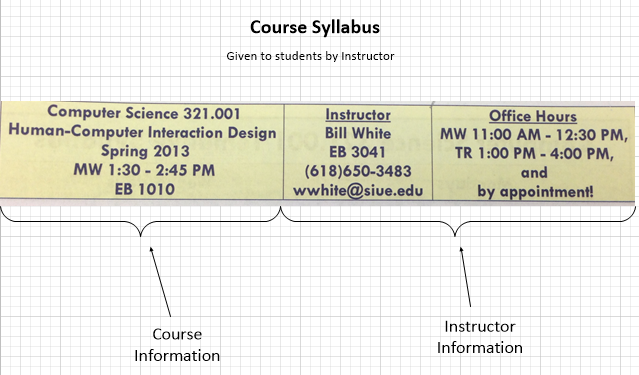 Course Syllabus
Given to students by Instructor
Computer Science 321.001
Human-Computer Interaction Design
Spring 2013
MW 1:30 - 2:45 PM
EB 1010
Instructor
Bill White
EB 3041
(618)650-3483
wwhite@siue.edu
Office Hours
MW 11:00 AM - 12:30 PM,
TR 1:00 PM - 4:00 PM,
and
by appointment!
Course
Information
Instructor
Information